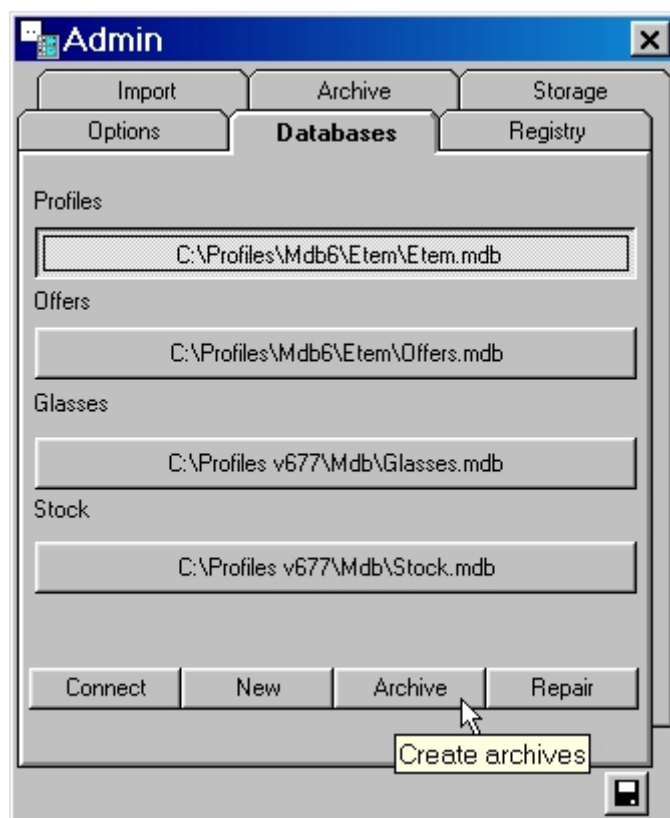 Admin
Import Archive Storage
Options Databases Registry
Profiles
C:\Profiles\Mdb6\Etem\Etem.mdb
Offers
C:\Profiles\Mdb6\Etem\Offers.mdb
Glasses
C:\Profiles v677\Mdb\Glasses.mdb
Stock
C:\Profiles v677\Mdb\Stock.mdb
Connect New Archive Repair
Create archives